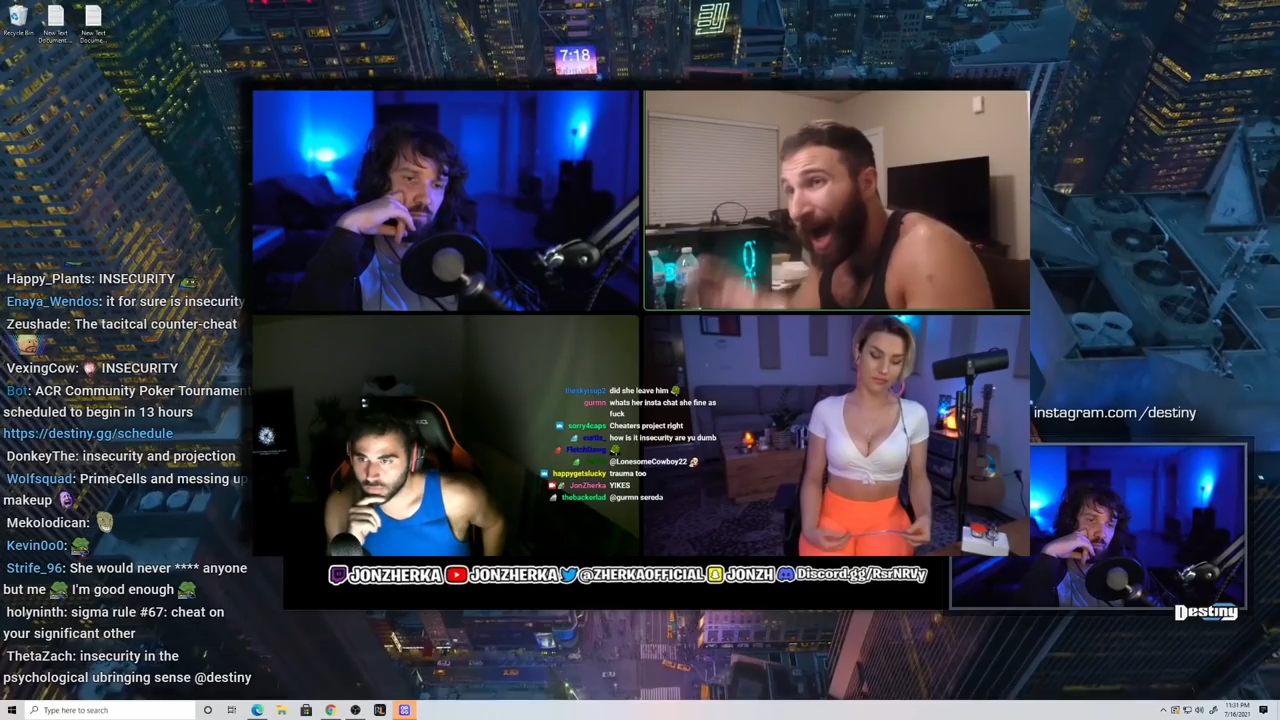 Recycle Bin
New Text
Document...
New Text
Docume...
7:18
Happy_Plants: INSECURITY
Enaya_Wendos: it for sure is insecurity
Zeushade: The tacitcal counter-cheat
VexingCow: INSECURITY
Bot: ACR Community Poker Tournament
scheduled to begin in 13 hours
https://destiny.gg/schedule
DonkeyThe: insecurity and projection
Wolfsquad: PrimeCells and messing up
makeup
Mekolodican:
Kevin0o0:
Strife_96: She would never **** anyone
but me I'm good enough
holyninth: sigma rule #67: cheat on
your significant other
ThetaZach: insecurity in the
psychological ubringing sense @destiny
theskyisup2 did she leave him
gurmn whats her insta chat she fine as
fuck
sorry4caps Cheaters project right
curtis_ how is it insecurity are yu dumb
FletchDawg
@LonesomeCowboy22
happygetslucky trauma too
JonZherka YIKES
thebackerlad @gurmn sereda
instagram.com/destiny
JONZHERKA JONZHERKA @ZHERKAOFFICIAL JONZH Discord.gg/RsrNRVy
Destiny
Type here to search
11:31 PM
7/16/2021